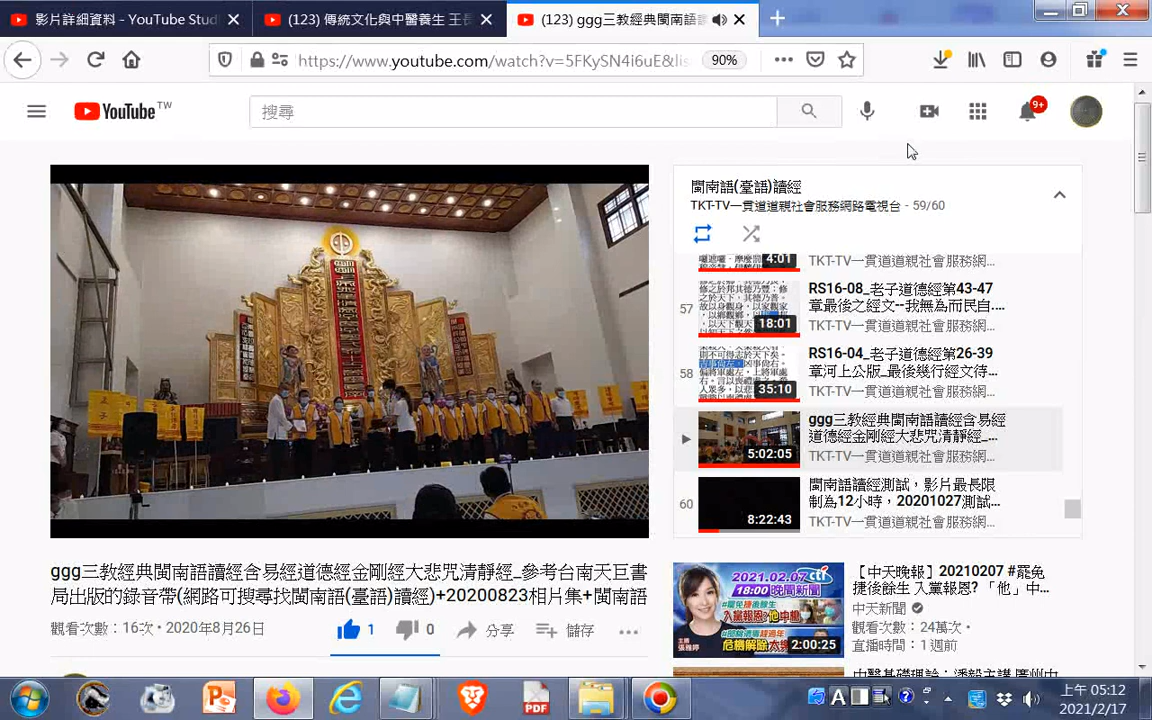 影片詳細資料 - YouTube Stud
(123) 傳統文化與中醫養生 王長
(123) ggg三教經典閩南語讀
https://www.youtube.com/watch?v=5FKySN4i6uE&lis
90%
YouTube TW
搜尋
9+
閩南語(臺語)讀經
TKT-TV一貫道道親社會服務網路電視台 - 59/60
4:01
TKT-TV一貫道道親社會服務網...
57
18:01
RS16-08_老子道德經第43-47
章最後之經文--我無為而民自....
TKT-TV一貫道道親社會服務網...
58
35:10
RS16-04_老子道德經第26-39
章河上公版_最後幾行經文待...
TKT-TV一貫道道親社會服務網...
5:02:05
ggg三教經典閩南語讀經含易經
道德經金剛經大悲咒清靜經_...
TKT-TV一貫道道親社會服務網...
60
8:22:43
閩南語讀經測試，影片最長限
制為12小時，20201027測試...
TKT-TV一貫道道親社會服務網...
ggg三教經典閩南語讀經含易經道德經金剛經大悲咒清靜經_參考台南天巨書
局出版的錄音帶(網路可搜尋找閩南語(臺語)讀經)+20200823相片集+閩南語
觀看次數：16次 • 2020年8月26日
1
0
分享
儲存
2021.02.07
18:00 晚間新聞
cti
2:00:25
【中天晚報】20210207 #罷免
捷後餘生 入黨報恩? 「他」中...
中天新聞
觀看次數：24萬次 •
直播時間：1 週前
PDF
A
上午 05:12
2021/2/17